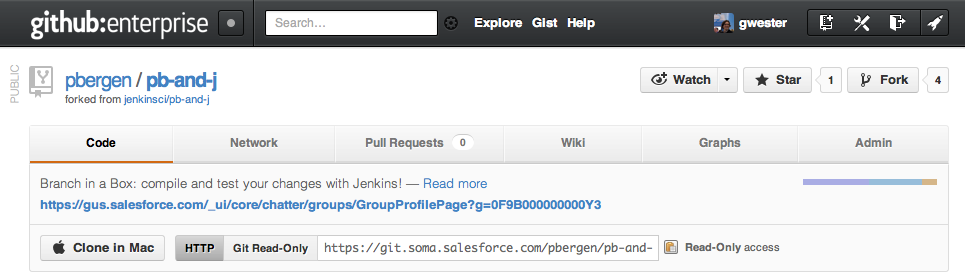 github:enterprise Search... Explore Gist Help gwester
PUBLIC
pbergen / pb-and-j
forked from jenkinsci/pb-and-j
Watch Star 1 Fork 4
Code Network Pull Requests 0 Wiki Graphs Admin
Branch in a Box: compile and test your changes with Jenkins! — Read more
https://gus.salesforce.com/_ui/core/chatter/groups/GroupProfilePage?g=0F9B000000000Y3
Clone in Mac HTTP Git Read-Only https://git.soma.salesforce.com/pbergen/pb-and- Read-Only access